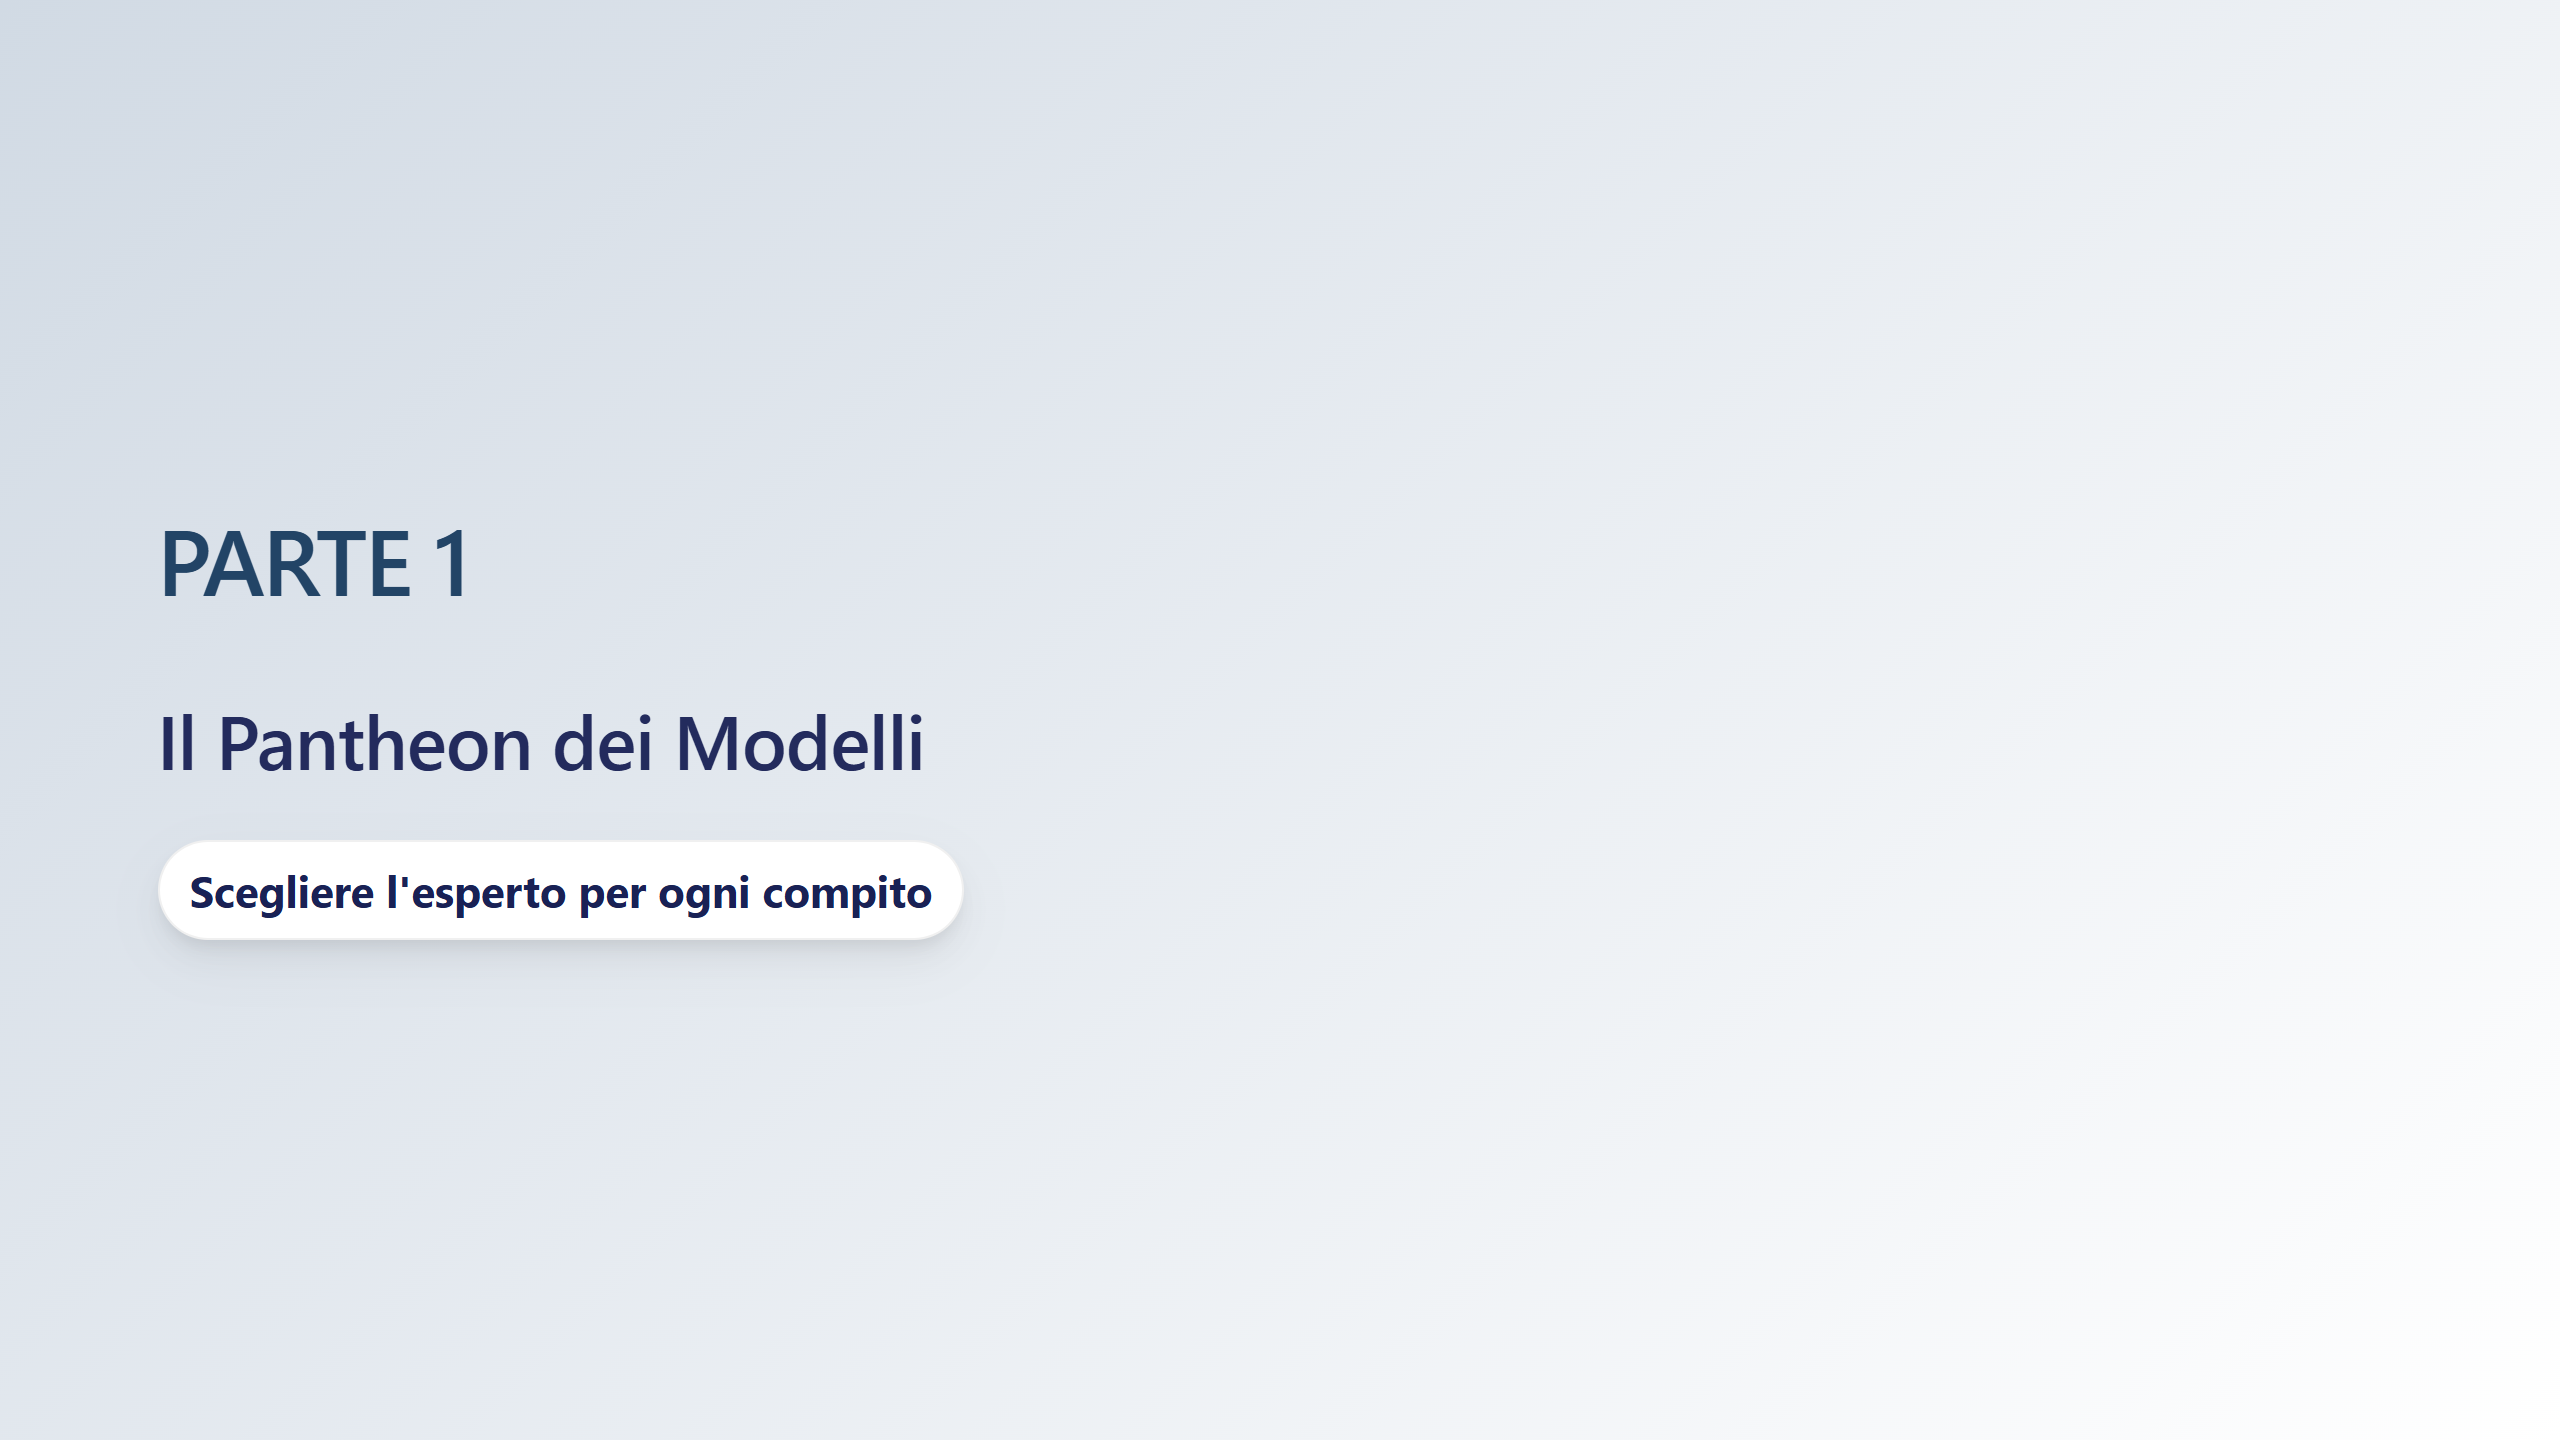 PARTE 1
Il Pantheon dei Modelli
Scegliere l'esperto per ogni compito